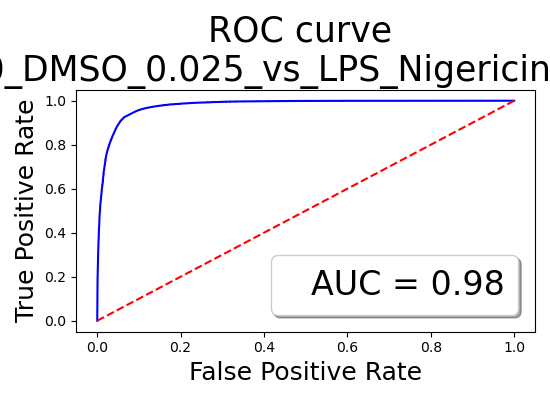 ROC curve
0_DMSO_0.025_vs_LPS_Nigericin
True Positive Rate
1.0
0.8
0.6
0.4
0.2
0.0
AUC = 0.98
0.0 0.2 0.4 0.6 0.8 1.0
False Positive Rate